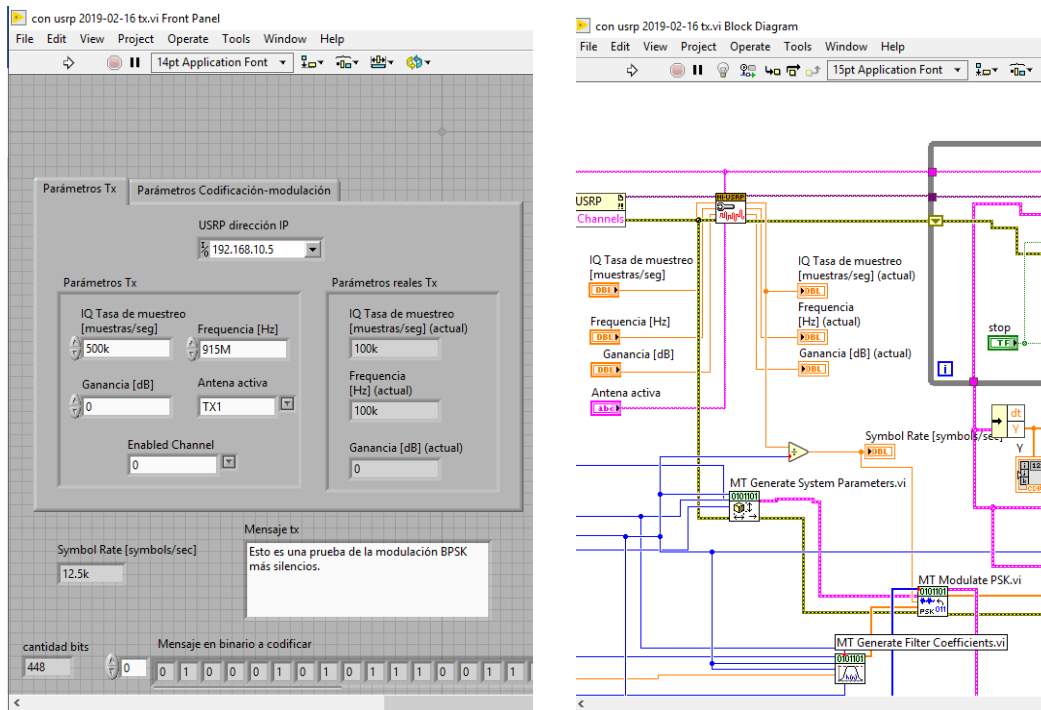 con usrp 2019-02-16 tx.vi Front Panel
File Edit View Project Operate Tools Window Help
14pt Application Font
Parámetros Tx
Parámetros Codificación-modulación
USRP dirección IP
192.168.10.5
Parámetros Tx
IQ Tasa de muestreo
[muestras/seg]
500k
Frequencia [Hz]
915M
Ganancia [dB]
0
Antena activa
TX1
Enabled Channel
0
Parámetros reales Tx
IQ Tasa de muestreo
[muestras/seg] (actual)
100k
Frequencia
[Hz] (actual)
100k
Ganancia [dB] (actual)
0
Symbol Rate [symbols/sec]
12.5k
Mensaje tx
Esto es una prueba de la modulación BPSK
más silencios.
cantidad bits
448
Mensaje en binario a codificar
0
0 1 0 0 0 1 0 1 0 1 1 1 0 0 1 1
con usrp 2019-02-16 tx.vi Block Diagram
File Edit View Project Operate Tools Window Help
15pt Application Font
USRP
Channels
NI-USRP
IQ Tasa de muestreo
[muestras/seg]
DBL
Frequencia [Hz]
DBL
Ganancia [dB]
DBL
Antena activa
abc
IQ Tasa de muestreo
[muestras/seg] (actual)
DBL
Frequencia
[Hz] (actual)
DBL
Ganancia [dB] (actual)
DBL
stop
TF
i
dt
Y
Y
Symbol Rate [symbols/sec]
DBL
MT Generate System Parameters.vi
0101101
MT Modulate PSK.vi
0101101
PSK 011
MT Generate Filter Coefficients.vi
0101101